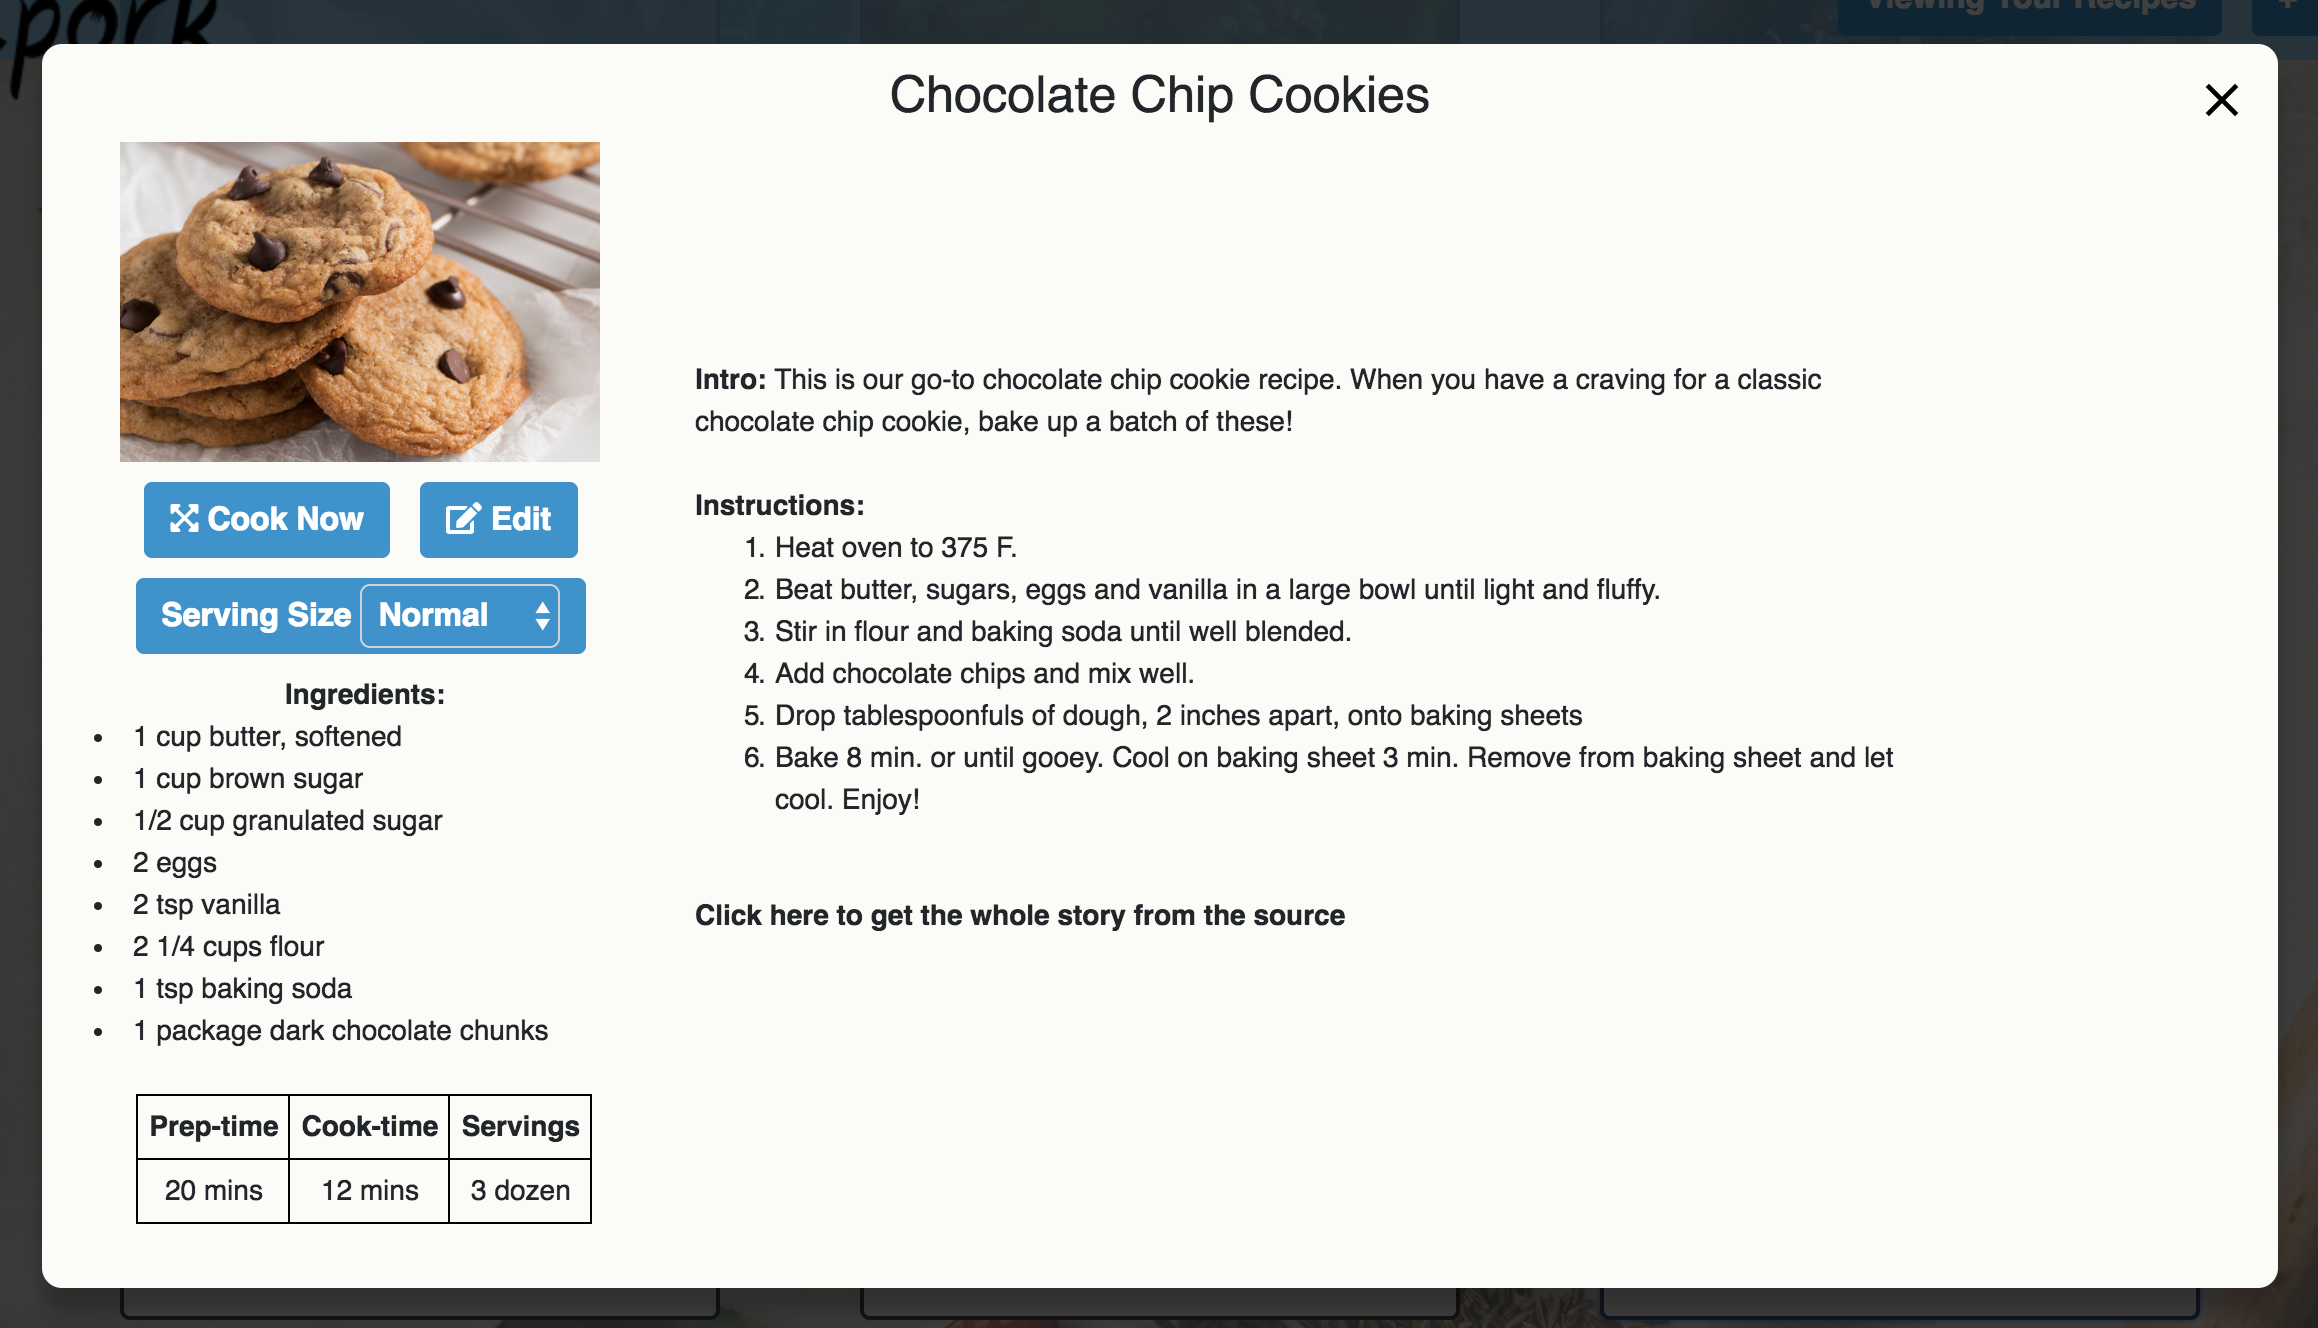 pork
Viewing Your Recipes
+
Chocolate Chip Cookies
Cook Now
Edit
Serving Size
Normal
Ingredients:
• 1 cup butter, softened
• 1 cup brown sugar
• 1/2 cup granulated sugar
• 2 eggs
• 2 tsp vanilla
• 2 1/4 cups flour
• 1 tsp baking soda
• 1 package dark chocolate chunks
Prep-time Cook-time Servings
20 mins 12 mins 3 dozen
Intro: This is our go-to chocolate chip cookie recipe. When you have a craving for a classic
chocolate chip cookie, bake up a batch of these!
Instructions:
1. Heat oven to 375 F.
2. Beat butter, sugars, eggs and vanilla in a large bowl until light and fluffy.
3. Stir in flour and baking soda until well blended.
4. Add chocolate chips and mix well.
5. Drop tablespoonfuls of dough, 2 inches apart, onto baking sheets
6. Bake 8 min. or until gooey. Cool on baking sheet 3 min. Remove from baking sheet and let
cool. Enjoy!
Click here to get the whole story from the source